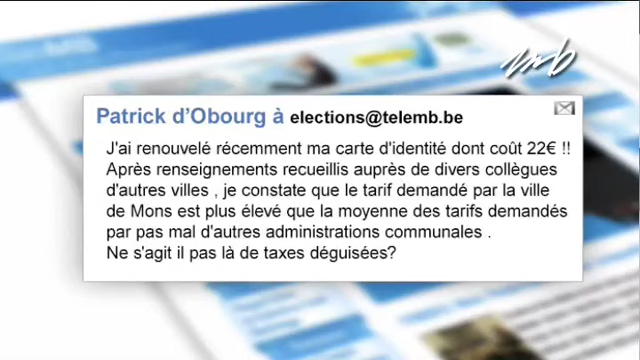 mb
Patrick d'Obourg à elections@telemb.be
J'ai renouvelé récemment ma carte d'identité dont coût 22€ !!
Après renseignements recueillis auprès de divers collègues
d'autres villes , je constate que le tarif demandé par la ville
de Mons est plus élevé que la moyenne des tarifs demandés
par pas mal d'autres administrations communales .
Ne s'agit il pas là de taxes déguisées?